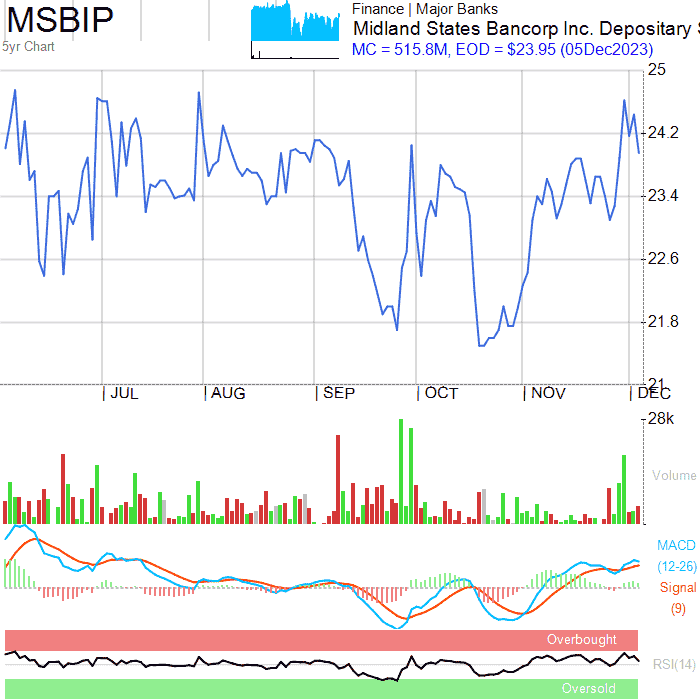 MSBIP
5yr Chart
Finance | Major Banks
Midland States Bancorp Inc. Depositary S
MC = 515.8M, EOD = $23.95 (05Dec2023)
25
24.2
23.4
22.6
21.8
21
JUL AUG SEP OCT NOV DEC
28k
Volume
MACD
(12-26)
Signal
(9)
Overbought
RSI(14)
Oversold